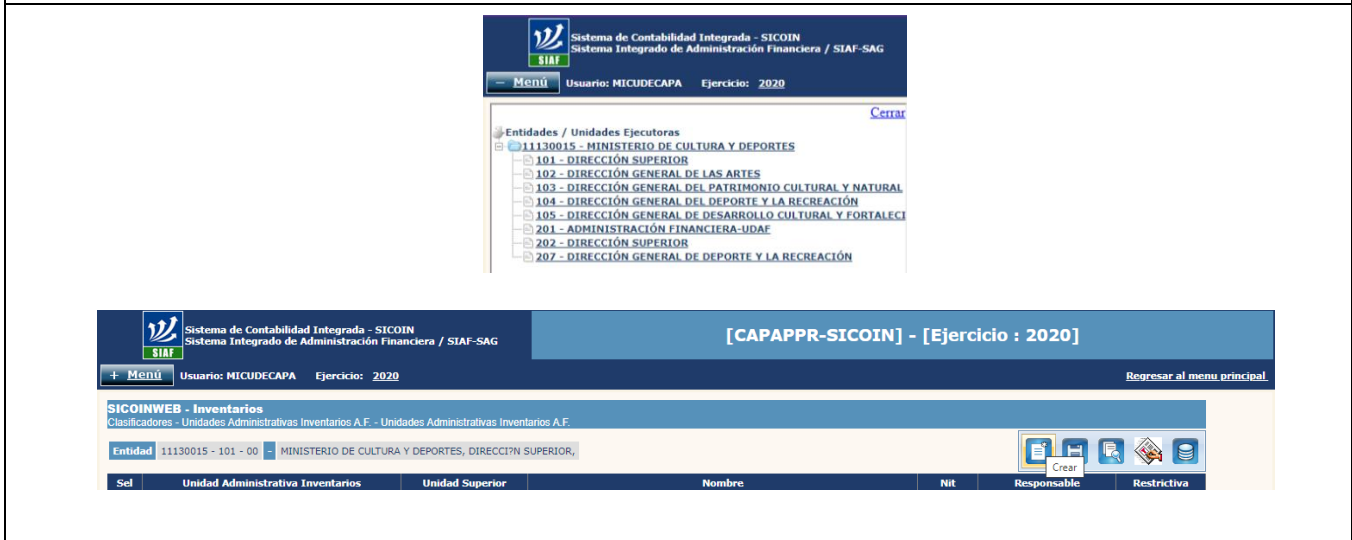 Sistema de Contabilidad Integrada - SICOIN
Sistema Integrado de Administración Financiera / SIAF-SAG
SIAF
− Menú Usuario: MICUDECAPA Ejercicio: 2020
Cerrar
Entidades / Unidades Ejecutoras
11130015 - MINISTERIO DE CULTURA Y DEPORTES
101 - DIRECCIÓN SUPERIOR
102 - DIRECCIÓN GENERAL DE LAS ARTES
103 - DIRECCIÓN GENERAL DEL PATRIMONIO CULTURAL Y NATURAL
104 - DIRECCIÓN GENERAL DEL DEPORTE Y LA RECREACIÓN
105 - DIRECCIÓN GENERAL DE DESARROLLO CULTURAL Y FORTALECI
201 - ADMINISTRACIÓN FINANCIERA-UDAF
202 - DIRECCIÓN SUPERIOR
207 - DIRECCIÓN GENERAL DE DEPORTE Y LA RECREACIÓN
Sistema de Contabilidad Integrada - SICOIN
Sistema Integrado de Administración Financiera / SIAF-SAG
SIAF
[CAPAPPR-SICOIN] - [Ejercicio : 2020]
+ Menú Usuario: MICUDECAPA Ejercicio: 2020 Regresar al menu principal
SICOINWEB - Inventarios
Clasificadores - Unidades Administrativas Inventarios A.F. - Unidades Administrativas Inventarios A.F.
Entidad 11130015 - 101 - 00 - MINISTERIO DE CULTURA Y DEPORTES, DIRECCI?N SUPERIOR,
Crear
Sel Unidad Administrativa Inventarios Unidad Superior Nombre Nit Responsable Restrictiva